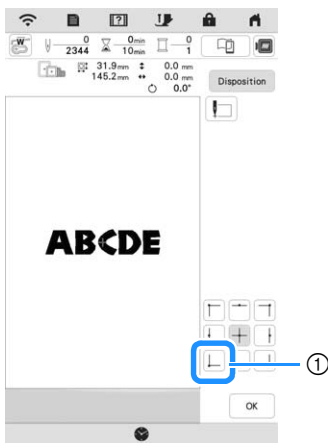 0 0min 0
2344 10min 1
31.9mm 0.0 mm
145.2mm 0.0 mm
0.0°
Disposition
ABCDE
①
OK